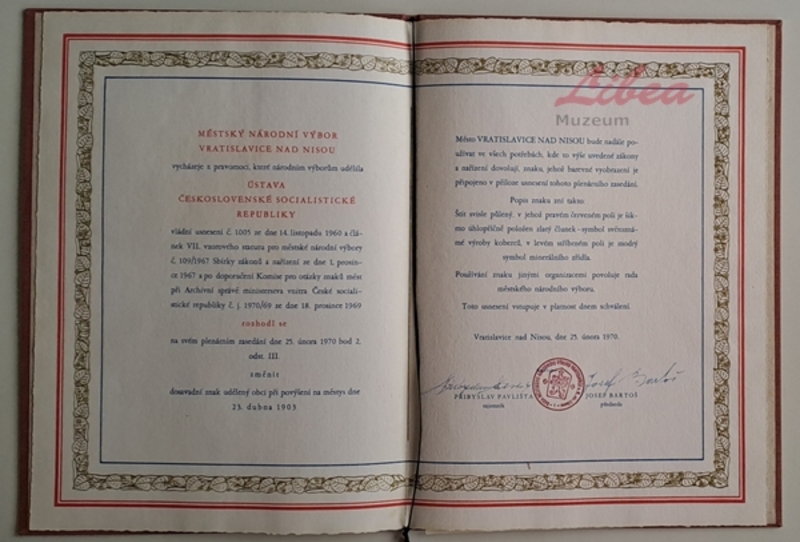 MĚSTSKÝ NÁRODNÍ VÝBOR
VRATISLAVICE NAD NISOU
vycházeje z pravomoci, které národním výborům udělila
ÚSTAVA
ČESKOSLOVENSKÉ SOCIALISTICKÉ
REPUBLIKY
vládní usnesení č. 1005 ze dne 14. listopadu 1960 a člá-
nek VII. vzorového statutu pro městské národní výbory
č. 109/1967 Sbírky zákonů a nařízení ze dne 1. prosin-
ce 1967 a po doporučení Komise pro otázky znaků měst
při Archivní správě ministerstva vnitra České sociali-
stické republiky č. j. 1970/69 ze dne 18. prosince 1969
rozhodl se
na svém plenárním zasedání dne 25. února 1970 bod 2.
odst. III.
změnit
dosavadní znak udělený obci při povýšení na městys dne
23. dubna 1903
Libea
Muzeum
Město VRATISLAVICE NAD NISOU bude nadále po-
užívat ve všech potřebách, kde to výše uvedené zákony
a nařízení dovolují, znaku, jehož barevné vyobrazení je
připojeno v příloze usnesení tohoto plenárního zasedání.
Popis znaku zní takto:
Štít svisle půlený, v jehož pravém červeném poli je šik-
mo úhlopříčně položen zlatý člunek - symbol světozná-
mé výroby koberců, v levém stříbrném poli je modrý
symbol minerálního zřídla.
Používání znaku jinými organizacemi povoluje rada
městského národního výboru.
Toto usnesení vstupuje v platnost dnem schválení.
Vratislavice nad Nisou, dne 25. února 1970.
Josef Bartoš
PŘIBYSLAV PAVLIŠTA JOSEF BARTOŠ
tajemník předseda